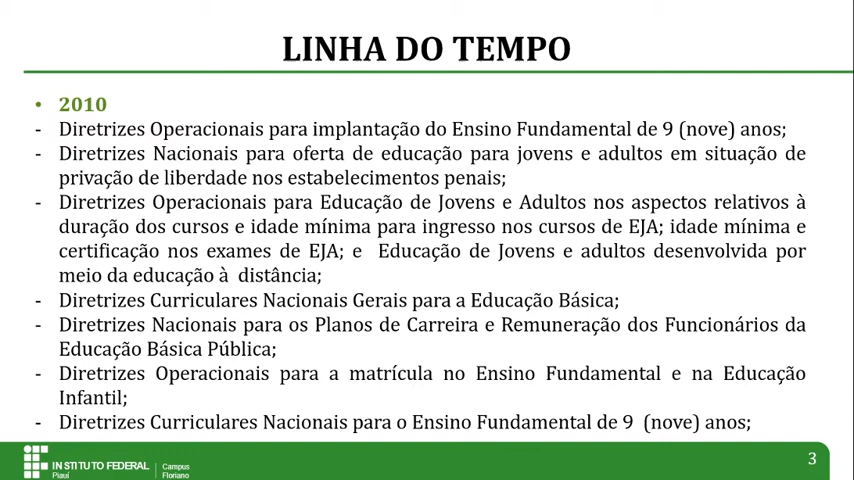 LINHA DO TEMPO
• 2010
- Diretrizes Operacionais para implantação do Ensino Fundamental de 9 (nove) anos;
- Diretrizes Nacionais para oferta de educação para jovens e adultos em situação de
privação de liberdade nos estabelecimentos penais;
- Diretrizes Operacionais para Educação de Jovens e Adultos nos aspectos relativos à
duração dos cursos e idade mínima para ingresso nos cursos de EJA; idade mínima e
certificação nos exames de EJA; e Educação de Jovens e adultos desenvolvida por
meio da educação à distância;
- Diretrizes Curriculares Nacionais Gerais para a Educação Básica;
- Diretrizes Nacionais para os Planos de Carreira e Remuneração dos Funcionários da
Educação Básica Pública;
- Diretrizes Operacionais para a matrícula no Ensino Fundamental e na Educação
Infantil;
- Diretrizes Curriculares Nacionais para o Ensino Fundamental de 9 (nove) anos;
INSTITUTO FEDERAL
Piauí
Campus
Floriano
3